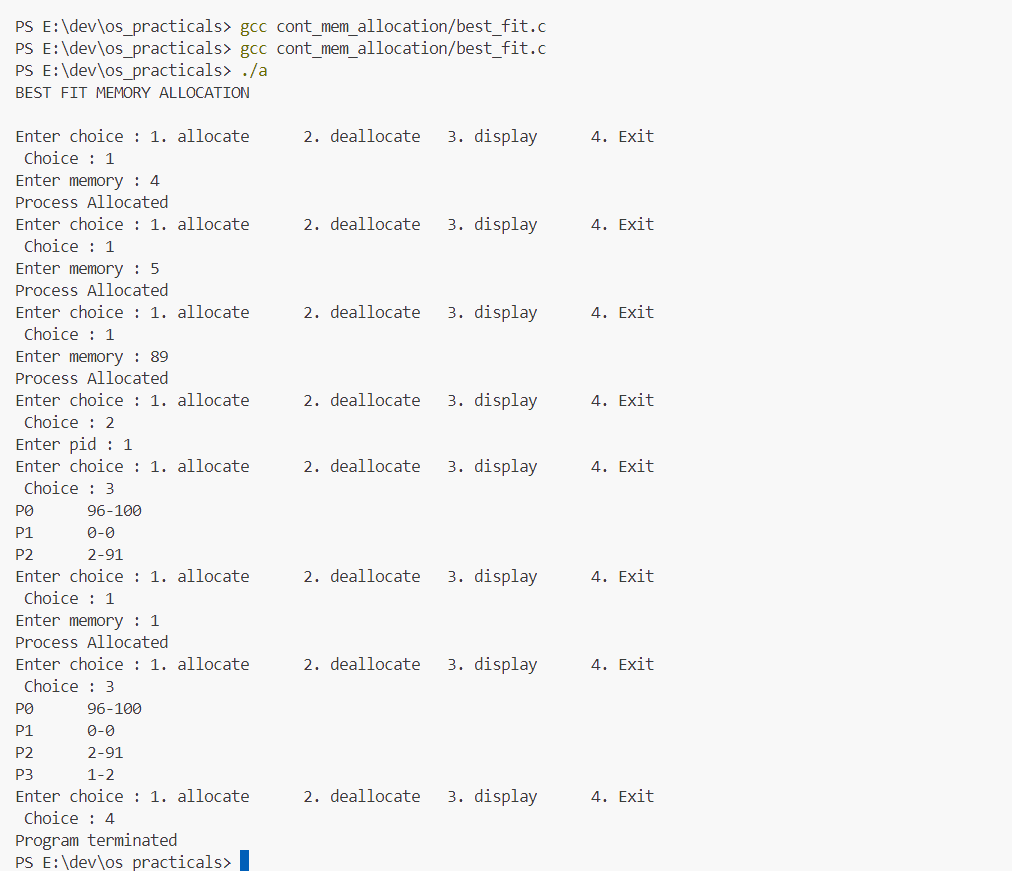 PS E:\dev\os_practicals> gcc cont_mem_allocation/best_fit.c
PS E:\dev\os_practicals> gcc cont_mem_allocation/best_fit.c
PS E:\dev\os_practicals> ./a
BEST FIT MEMORY ALLOCATION

Enter choice : 1. allocate      2. deallocate   3. display      4. Exit
 Choice : 1
Enter memory : 4
Process Allocated
Enter choice : 1. allocate      2. deallocate   3. display      4. Exit
 Choice : 1
Enter memory : 5
Process Allocated
Enter choice : 1. allocate      2. deallocate   3. display      4. Exit
 Choice : 1
Enter memory : 89
Process Allocated
Enter choice : 1. allocate      2. deallocate   3. display      4. Exit
 Choice : 2
Enter pid : 1
Enter choice : 1. allocate      2. deallocate   3. display      4. Exit
 Choice : 3
P0      96-100
P1      0-0
P2      2-91
Enter choice : 1. allocate      2. deallocate   3. display      4. Exit
 Choice : 1
Enter memory : 1
Process Allocated
Enter choice : 1. allocate      2. deallocate   3. display      4. Exit
 Choice : 3
P0      96-100
P1      0-0
P2      2-91
P3      1-2
Enter choice : 1. allocate      2. deallocate   3. display      4. Exit
 Choice : 4
Program terminated
PS E:\dev\os_practicals>